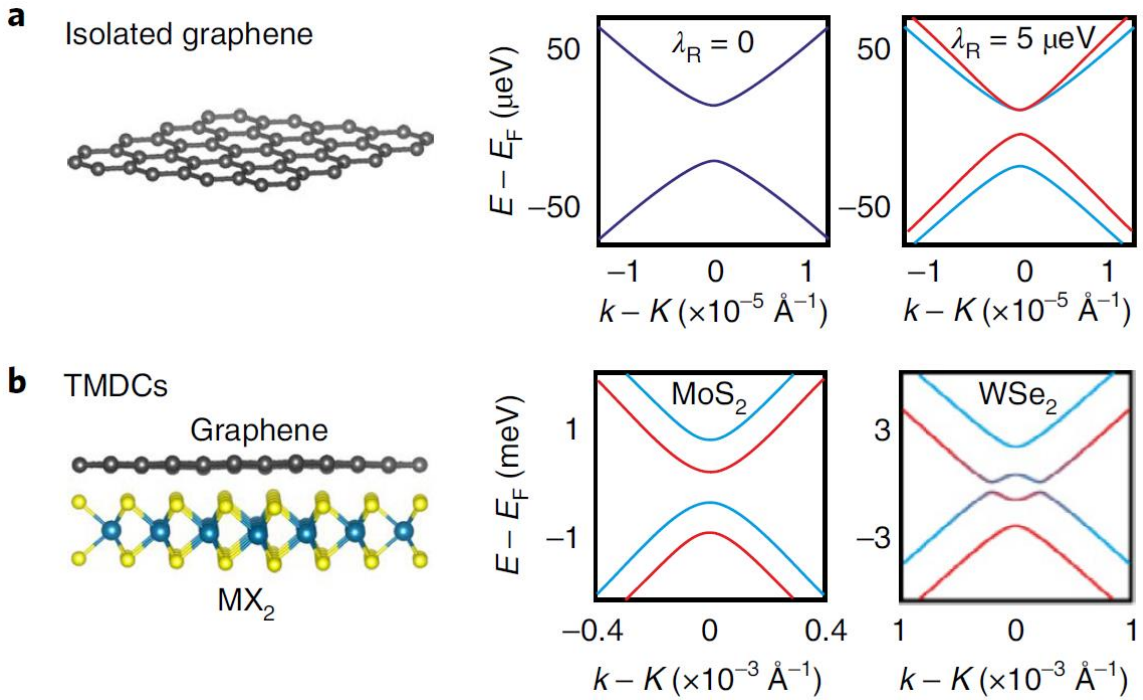 a
Isolated graphene
λR = 0
λR = 5 μeV
50
50
E – EF (μeV)
–50
–50
–1 0 1
–1 0 1
k – K (×10⁻⁵ Å⁻¹)
k – K (×10⁻⁵ Å⁻¹)
b
TMDCs
Graphene
MX₂
MoS₂
WSe₂
1
3
E – EF (meV)
–1
–3
–0.4 0 0.4
1 0 1
k – K (×10⁻³ Å⁻¹)
k – K (×10⁻³ Å⁻¹)